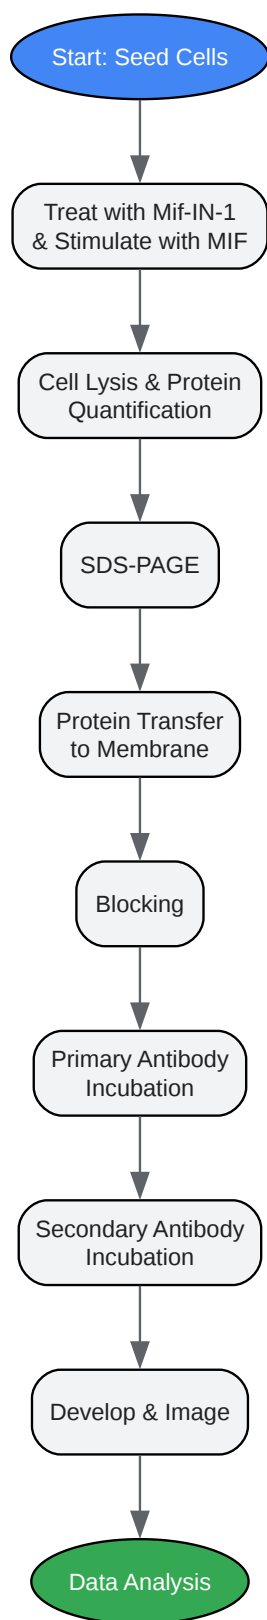 Start: Seed Cells
Treat with Mif-IN-1
& Stimulate with MIF
Cell Lysis & Protein
Quantification
SDS-PAGE
Protein Transfer
to Membrane
Blocking
Primary Antibody
Incubation
Secondary Antibody
Incubation
Develop & Image
Data Analysis